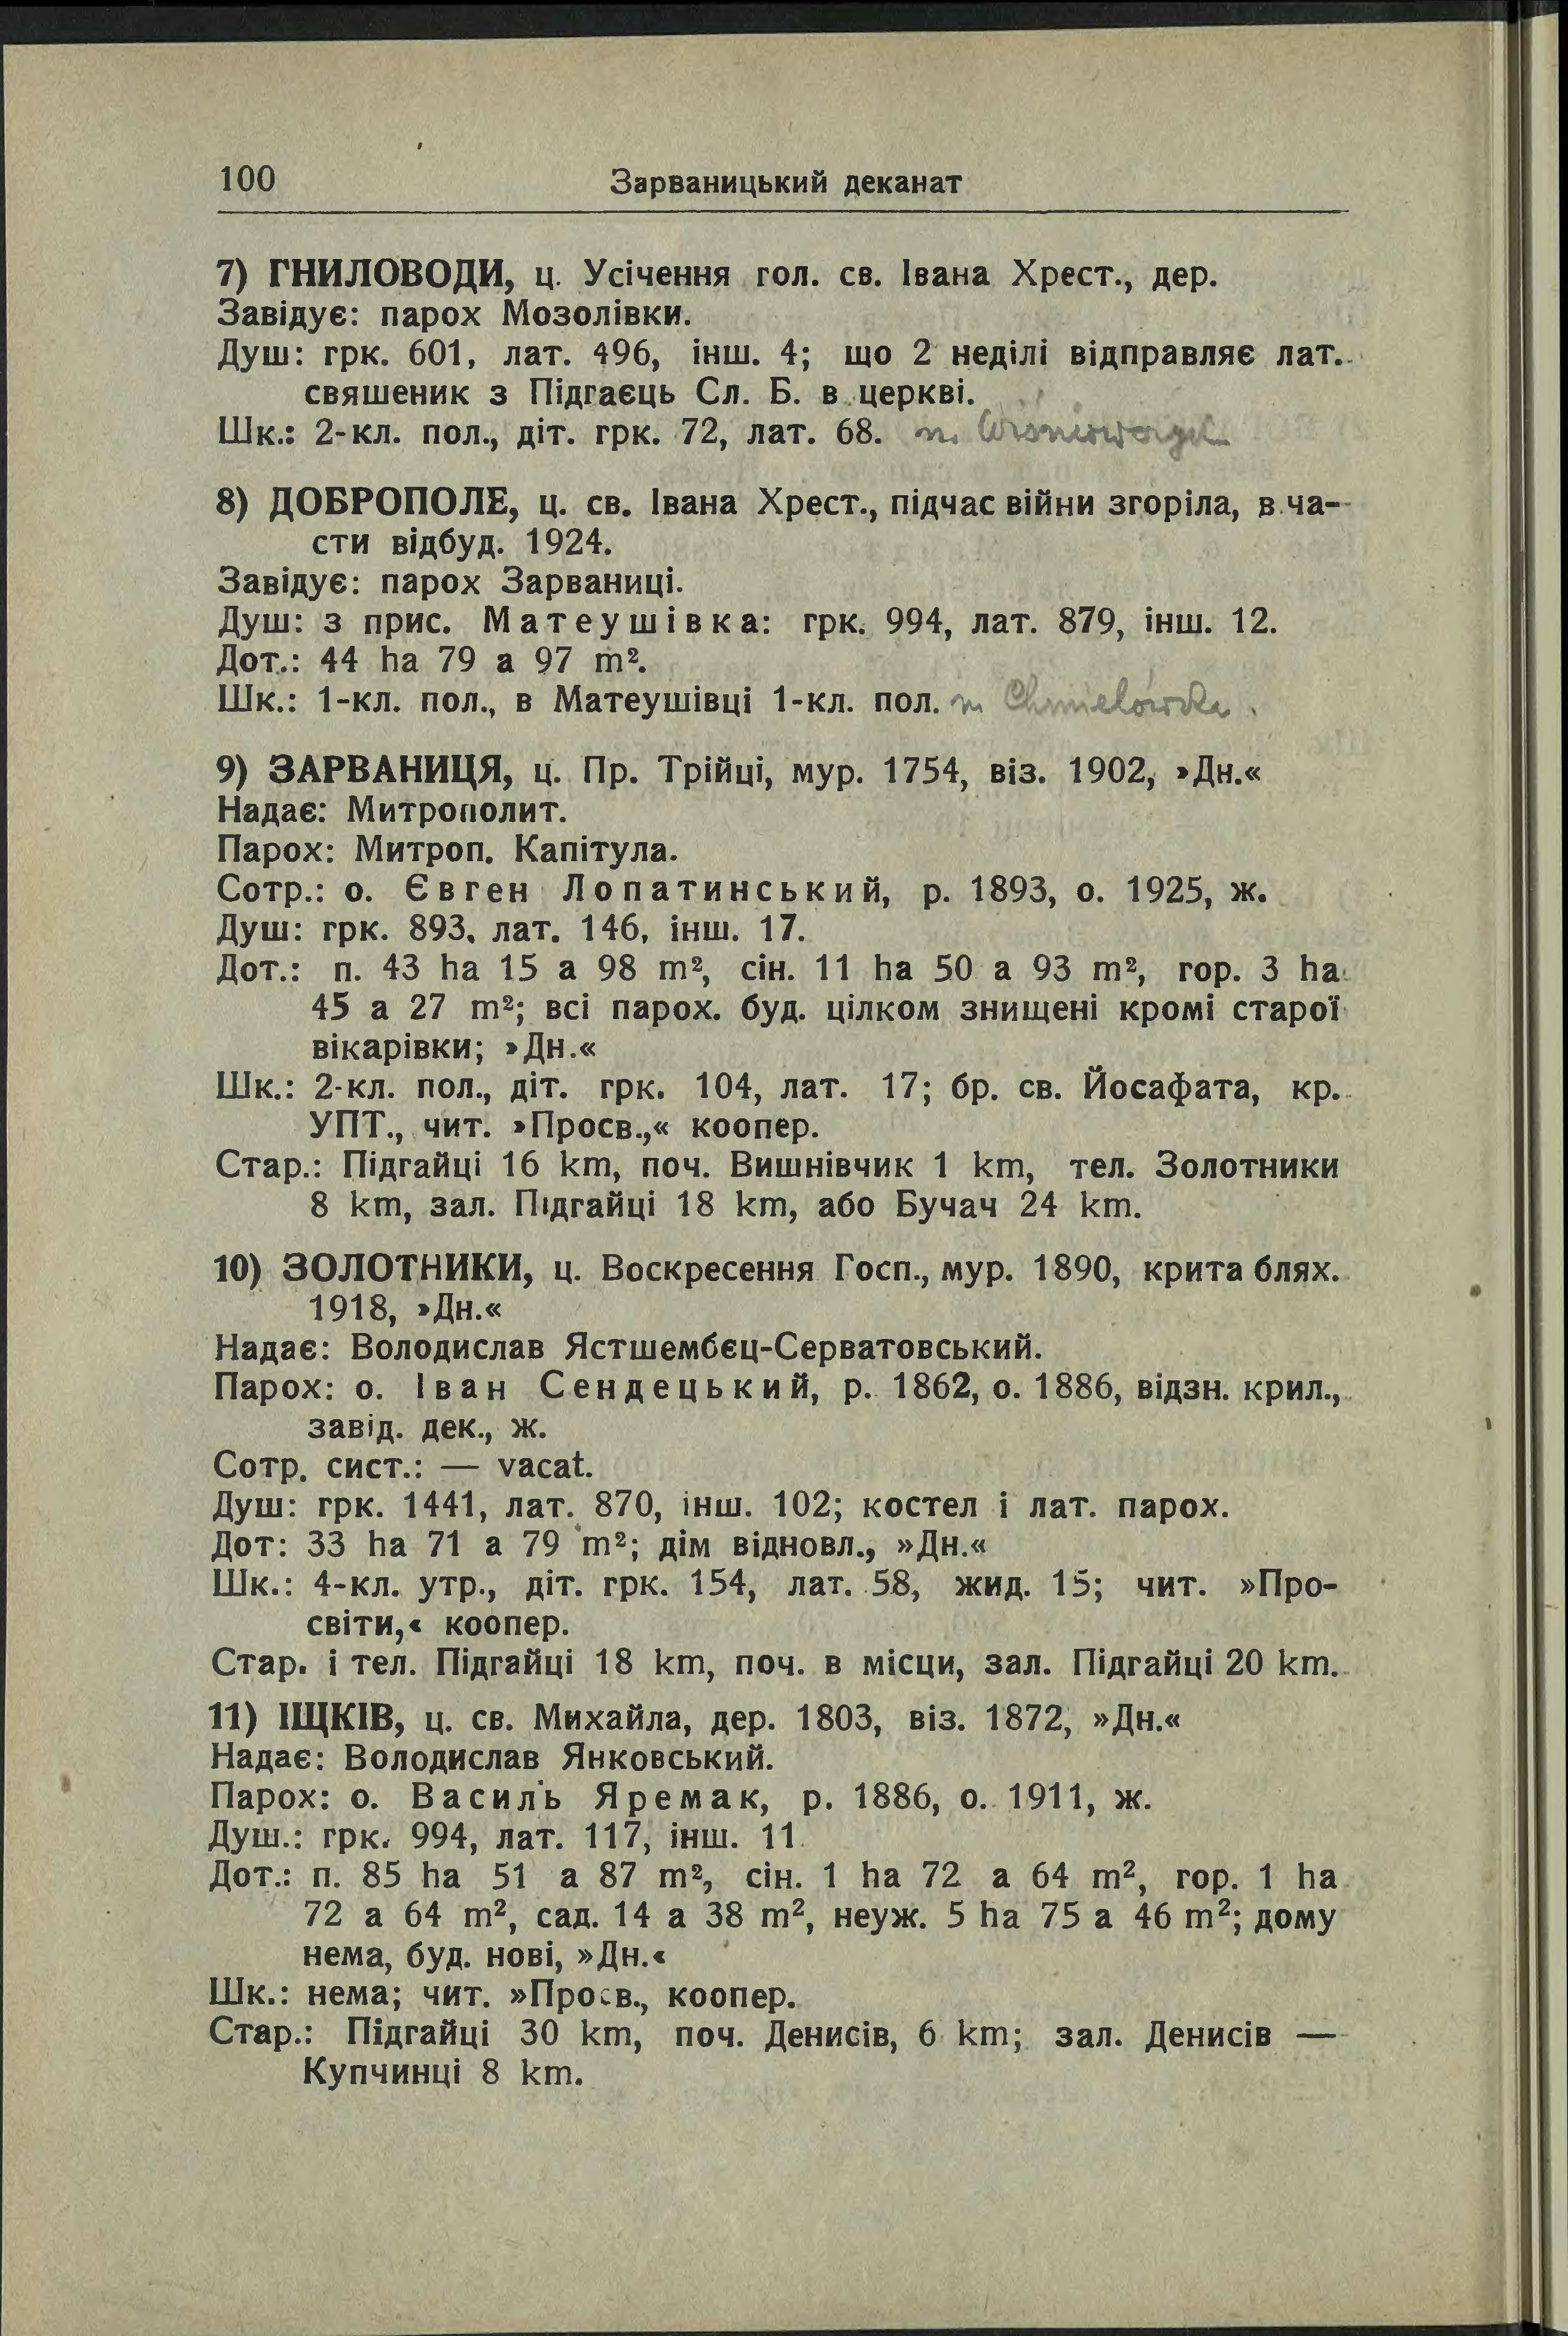 100 Зарваницький деканат
7) ГНИЛОВОДИ, ц. Усічення гол. св. Івана Хрест., дер.
Завідує: парох Мозолівки.
Душ: грк. 601, лат. 496, інш. 4; що 2 неділі відправляє лат.
свяшеник з Підгаєць Сл. Б. в церкві.
Шк.: 2-кл. пол., діт. грк. 72, лат. 68.
8) ДОБРОПОЛЕ, ц. св. Івана Хрест., підчас війни згоріла, в ча-
сти відбуд. 1924.
Завідує: парох Зарваниці.
Душ: з прис. Матеушівка: грк. 994, лат. 879, інш. 12.
Дот.: 44 ha 79 a 97 m².
Шк.: 1-кл. пол., в Матеушівці 1-кл. пол. m. Chmielówka.
9) ЗАРВАНИЦЯ, ц. Пр. Трійці, мур. 1754, віз. 1902, »Дн.«
Надає: Митрополит.
Парох: Митроп. Капітула.
Сотр.: о. Євген Лопатинський, р. 1893, о. 1925, ж.
Душ: грк. 893, лат. 146, інш. 17.
Дот.: п. 43 ha 15 a 98 m², сін. 11 ha 50 a 93 m², гор. 3 ha
45 a 27 m²; всі парох. буд. цілком знищені кромі старої
вікарівки; »Дн.«
Шк.: 2-кл. пол., діт. грк. 104, лат. 17; бр. св. Йосафата, кр.
УПТ., чит. »Просв.,« коопер.
Стар.: Підгайці 16 km, поч. Вишнівчик 1 km, тел. Золотники
8 km, зал. Підгайці 18 km, або Бучач 24 km.
10) ЗОЛОТНИКИ, ц. Воскресення Госп., мур. 1890, крита блях.
1918, »Дн.«
Надає: Володислав Ястшембєц-Серватовський.
Парох: о. Іван Сендецький, р. 1862, о. 1886, відзн. крил.,
завід. дек., ж.
Сотр. сист.: — vacat.
Душ: грк. 1441, лат. 870, інш. 102; костел і лат. парох.
Дот: 33 ha 71 a 79 m²; дім відновл., »Дн.«
Шк.: 4-кл. утр., діт. грк. 154, лат. 58, жид. 15; чит. »Про-
світи,« коопер.
Стар. і тел. Підгайці 18 km, поч. в місци, зал. Підгайці 20 km.
11) ІЩКІВ, ц. св. Михайла, дер. 1803, віз. 1872, »Дн.«
Надає: Володислав Янковський.
Парох: о. Василь Яремак, р. 1886, о. 1911, ж.
Душ.: грк. 994, лат. 117, інш. 11
Дот.: п. 85 ha 51 a 87 m², сін. 1 ha 72 a 64 m², гор. 1 ha
72 a 64 m², сад. 14 a 38 m², неуж. 5 ha 75 a 46 m²; дому
нема, буд. нові, »Дн.«
Шк.: нема; чит. »Просв., коопер.
Стар.: Підгайці 30 km, поч. Денисів, 6 km; зал. Денисів —
Купчинці 8 km.